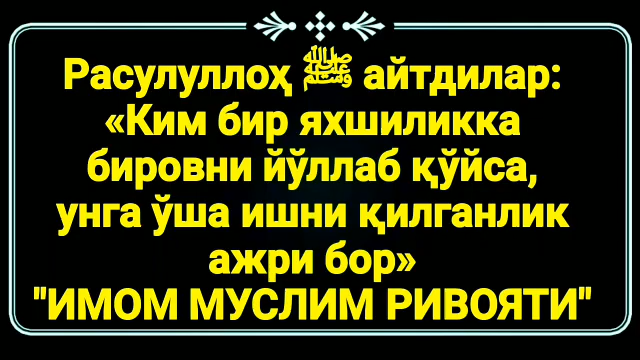 Расулуллоҳ ﷺ айтдилар:
«Ким бир яхшиликка
бировни йўллаб қўйса,
унга ўша ишни қилганлик
ажри бор»
"ИМОМ МУСЛИМ РИВОЯТИ"